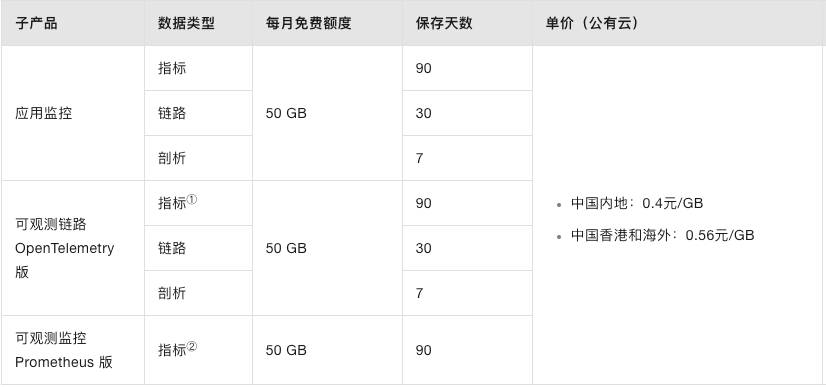 子产品 数据类型 每月免费额度 保存天数 单价（公有云）
应用监控 指标 50 GB 90
链路 30
剖析 7
可观测链路 OpenTelemetry 版 指标① 50 GB 90
链路 30
剖析 7
可观测监控 Prometheus 版 指标② 50 GB 90
中国内地：0.4元/GB
中国香港和海外：0.56元/GB